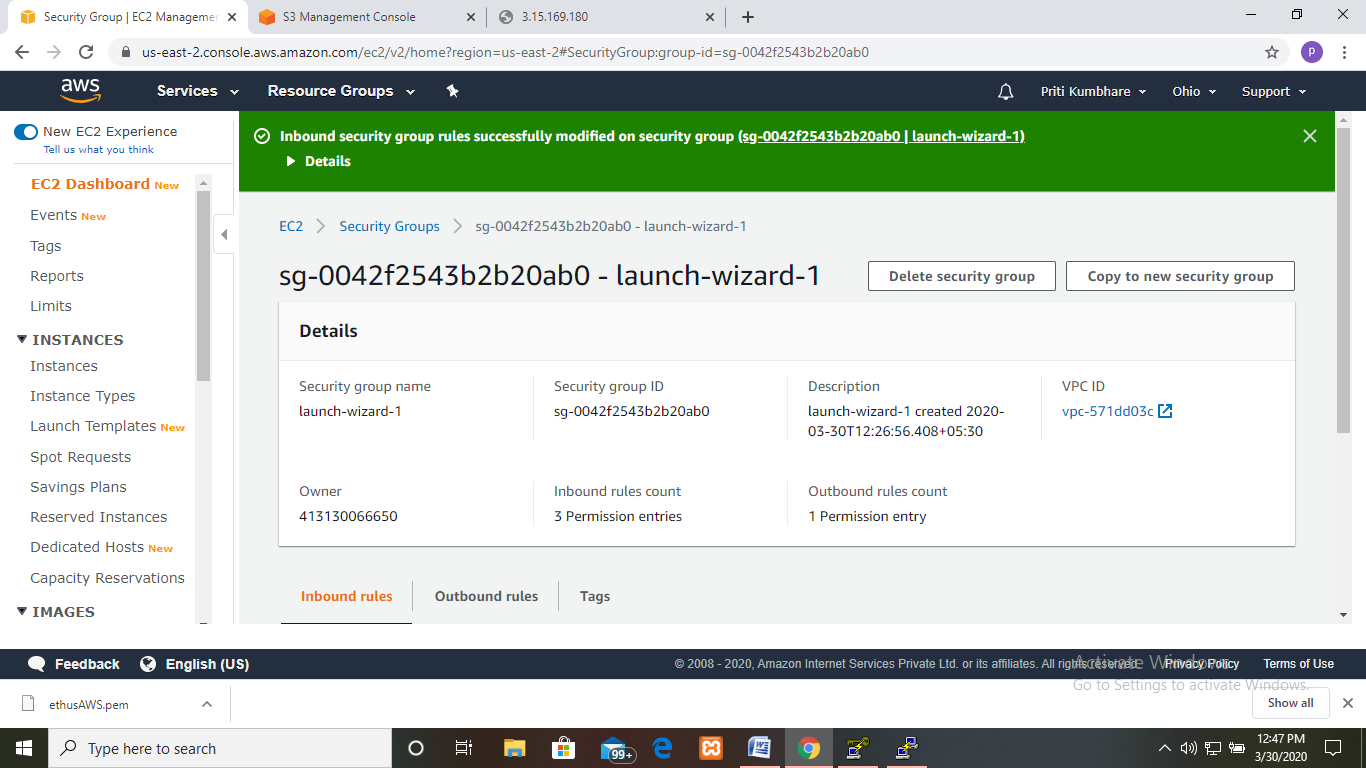 Security Group | EC2 Managemer
S3 Management Console
3.15.169.180
us-east-2.console.aws.amazon.com/ec2/v2/home?region=us-east-2#SecurityGroup:group-id=sg-0042f2543b2b20ab0
p
aws
Services
Resource Groups
Priti Kumbhare
Ohio
Support
New EC2 Experience
Tell us what you think
EC2 Dashboard New
Events New
Tags
Reports
Limits
INSTANCES
Instances
Instance Types
Launch Templates New
Spot Requests
Savings Plans
Reserved Instances
Dedicated Hosts New
Capacity Reservations
IMAGES
Inbound security group rules successfully modified on security group (sg-0042f2543b2b20ab0 | launch-wizard-1)
Details
EC2 Security Groups sg-0042f2543b2b20ab0 - launch-wizard-1
sg-0042f2543b2b20ab0 - launch-wizard-1
Delete security group
Copy to new security group
Details
Security group name
launch-wizard-1
Security group ID
sg-0042f2543b2b20ab0
Description
launch-wizard-1 created 2020-
03-30T12:26:56.408+05:30
VPC ID
vpc-571dd03c
Owner
413130066650
Inbound rules count
3 Permission entries
Outbound rules count
1 Permission entry
Inbound rules
Outbound rules
Tags
Feedback
English (US)
© 2008 - 2020, Amazon Internet Services Private Ltd. or its affiliates. All rights reserved.
Privacy Policy
Terms of Use
Activate Windows
Go to Settings to activate Windows.
ethusAWS.pem
Show all
Type here to search
99+
W
12:47 PM
3/30/2020